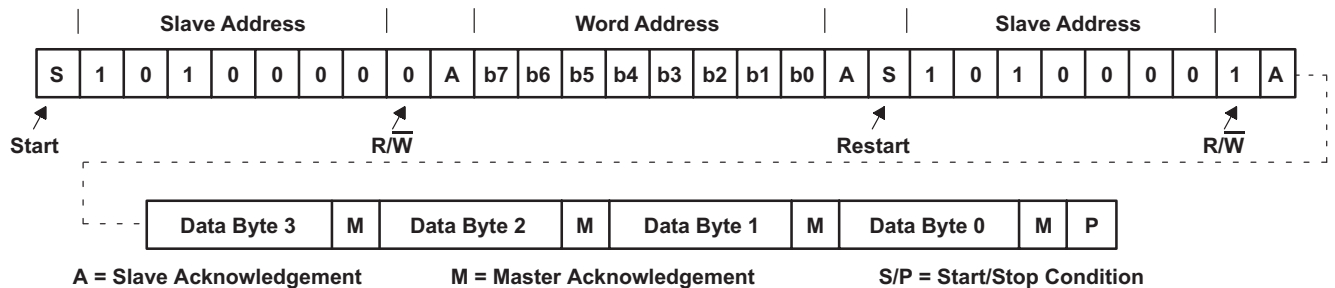 Slave Address Word Address Slave Address
S 1 0 1 0 0 0 0 0 A b7 b6 b5 b4 b3 b2 b1 b0 A S 1 0 1 0 0 0 0 1 A
Start R/W Restart R/W
Data Byte 3 M Data Byte 2 M Data Byte 1 M Data Byte 0 M P
A = Slave Acknowledgement M = Master Acknowledgement S/P = Start/Stop Condition